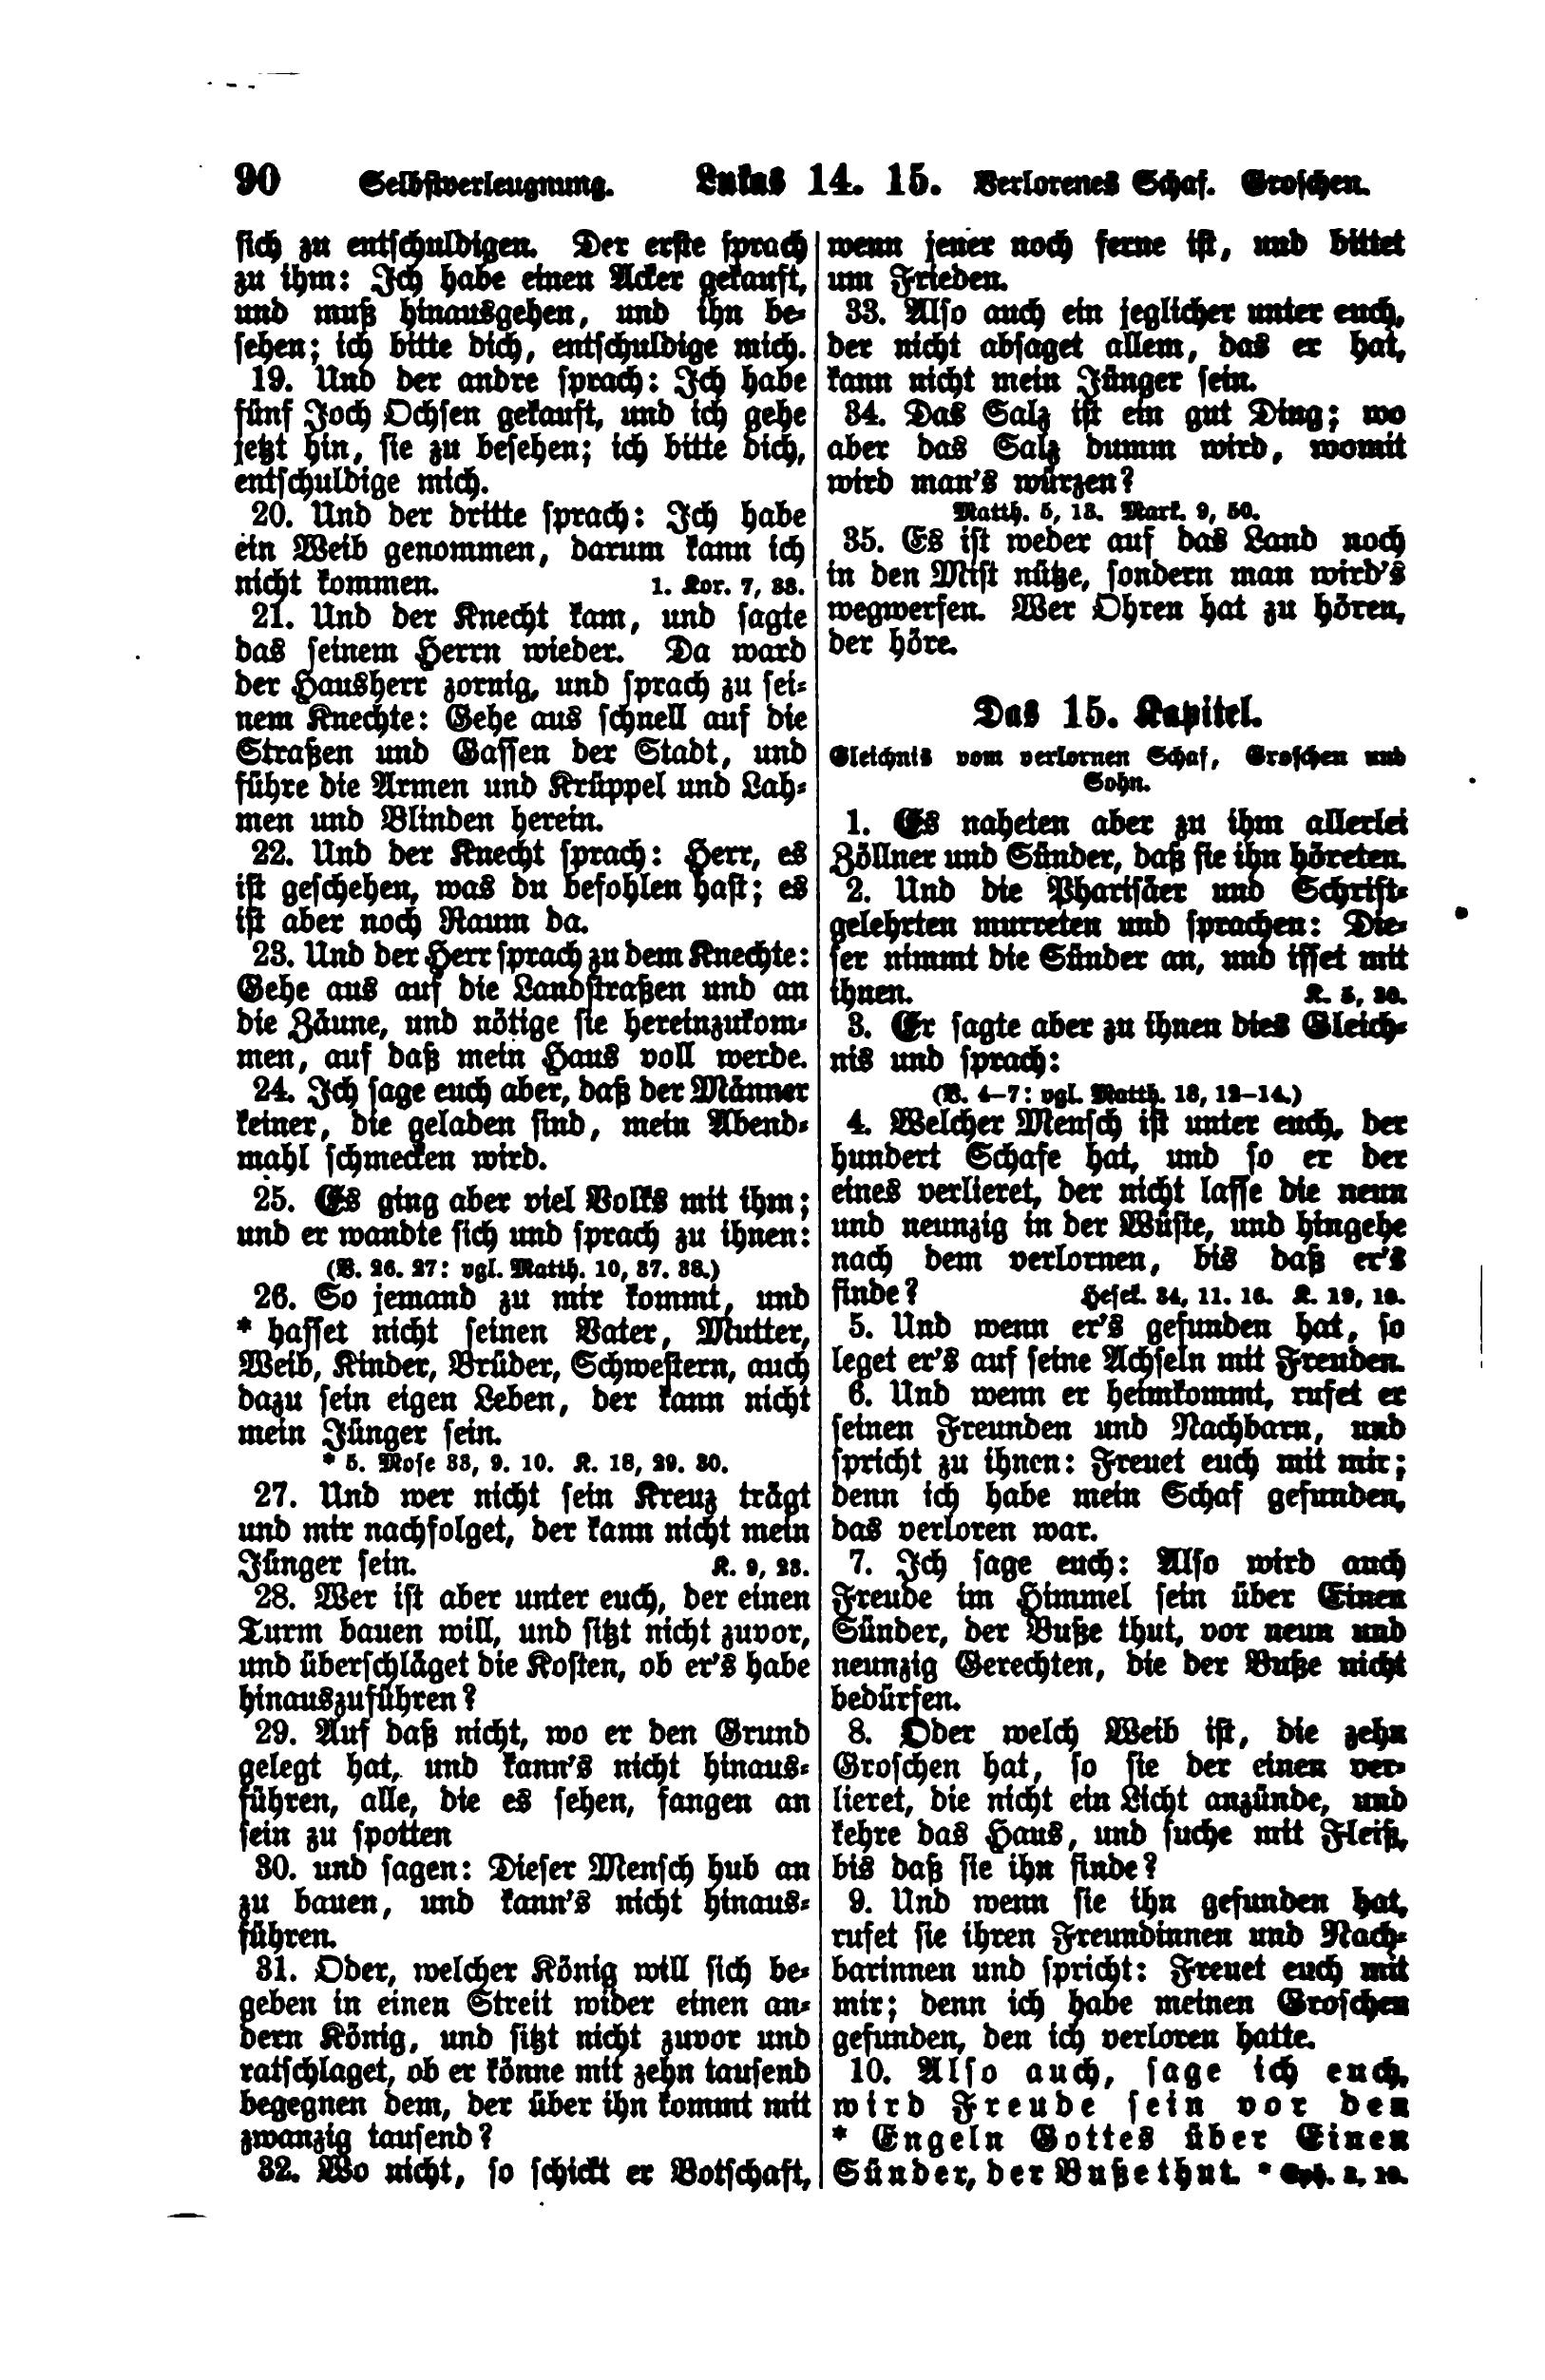 90 Selbstverleugnung. Lukas 14. 15. Verlorenes Schaf. Groschen.
sich zu entschuldigen. Der erste sprach
zu ihm: Ich habe einen Acker gekauft,
und muß hinausgehen, und ihn be-
sehen; ich bitte dich, entschuldige mich.
19. Und der andre sprach: Ich habe
fünf Joch Ochsen gekauft, und ich gehe
jetzt hin, sie zu besehen; ich bitte dich,
entschuldige mich.
20. Und der dritte sprach: Ich habe
ein Weib genommen, darum kann ich
nicht kommen. 1. Kor. 7, 33.
21. Und der Knecht kam, und sagte
das seinem Herrn wieder. Da ward
der Hausherr zornig, und sprach zu sei-
nem Knechte: Gehe aus schnell auf die
Straßen und Gassen der Stadt, und
führe die Armen und Krüppel und Lah-
men und Blinden herein.
22. Und der Knecht sprach: Herr, es
ist geschehen, was du befohlen hast; es
ist aber noch Raum da.
23. Und der Herr sprach zu dem Knechte:
Gehe aus auf die Landstraßen und an
die Zäune, und nötige sie hereinzukom-
men, auf daß mein Haus voll werde.
24. Ich sage euch aber, daß der Männer
keiner, die geladen sind, mein Abend-
mahl schmecken wird.
25. Es ging aber viel Volks mit ihm;
und er wandte sich und sprach zu ihnen:
(V. 26. 27: vgl. Matth. 10, 37. 38.)
26. So jemand zu mir kommt, und
* hasset nicht seinen Vater, Mutter,
Weib, Kinder, Brüder, Schwestern, auch
dazu sein eigen Leben, der kann nicht
mein Jünger sein.
* 5. Mose 33, 9. 10. K. 18, 29. 30.
27. Und wer nicht sein Kreuz trägt
und mir nachfolget, der kann nicht mein
Jünger sein. K. 9, 23.
28. Wer ist aber unter euch, der einen
Turm bauen will, und sitzt nicht zuvor,
und überschläget die Kosten, ob er's habe
hinauszuführen?
29. Auf daß nicht, wo er den Grund
gelegt hat, und kann's nicht hinaus-
führen, alle, die es sehen, fangen an
sein zu spotten
30. und sagen: Dieser Mensch hub an
zu bauen, und kann's nicht hinaus-
führen.
31. Oder, welcher König will sich be-
geben in einen Streit wider einen an-
dern König, und sitzt nicht zuvor und
ratschlaget, ob er könne mit zehn tausend
begegnen dem, der über ihn kommt mit
zwanzig tausend?
32. Wo nicht, so schickt er Botschaft,
wenn jener noch ferne ist, und bittet
um Frieden.
33. Also auch ein jeglicher unter euch,
der nicht absaget allem, das er hat,
kann nicht mein Jünger sein.
34. Das Salz ist ein gut Ding; wo
aber das Salz dumm wird, womit
wird man's würzen?
Matth. 5, 13. Mark. 9, 50.
35. Es ist weder auf das Land noch
in den Mist nütze, sondern man wird's
wegwerfen. Wer Ohren hat zu hören,
der höre.
Das 15. Kapitel.
Gleichnis vom verlornen Schaf, Groschen und
Sohn.
1. Es naheten aber zu ihm allerlei
Zöllner und Sünder, daß sie ihn höreten.
2. Und die Pharisäer und Schrift-
gelehrten murreten und sprachen: Die-
ser nimmt die Sünder an, und isset mit
ihnen. K. 5, 30.
3. Er sagte aber zu ihnen dies Gleich-
nis und sprach:
(V. 4–7: vgl. Matth. 18, 12–14.)
4. Welcher Mensch ist unter euch, der
hundert Schafe hat, und so er der
eines verlieret, der nicht lasse die neun
und neunzig in der Wüste, und hingehe
nach dem verlornen, bis daß er's
finde? Hesek. 34, 11. 16. K. 19, 10.
5. Und wenn er's gefunden hat, so
leget er's auf seine Achseln mit Freuden.
6. Und wenn er heimkommt, rufet er
seinen Freunden und Nachbarn, und
spricht zu ihnen: Freuet euch mit mir;
denn ich habe mein Schaf gefunden,
das verloren war.
7. Ich sage euch: Also wird auch
Freude im Himmel sein über Einen
Sünder, der Buße thut, vor neun und
neunzig Gerechten, die der Buße nicht
bedürfen.
8. Oder welch Weib ist, die zehn
Groschen hat, so sie der einen ver-
lieret, die nicht ein Licht anzünde, und
kehre das Haus, und suche mit Fleiß,
bis daß sie ihn finde?
9. Und wenn sie ihn gefunden hat,
rufet sie ihren Freundinnen und Nach-
barinnen und spricht: Freuet euch mit
mir; denn ich habe meinen Groschen
gefunden, den ich verloren hatte.
10. Also auch, sage ich euch,
wird Freude sein vor den
* Engeln Gottes über Einen
Sünder, der Buße thut. * Eph. 3, 10.